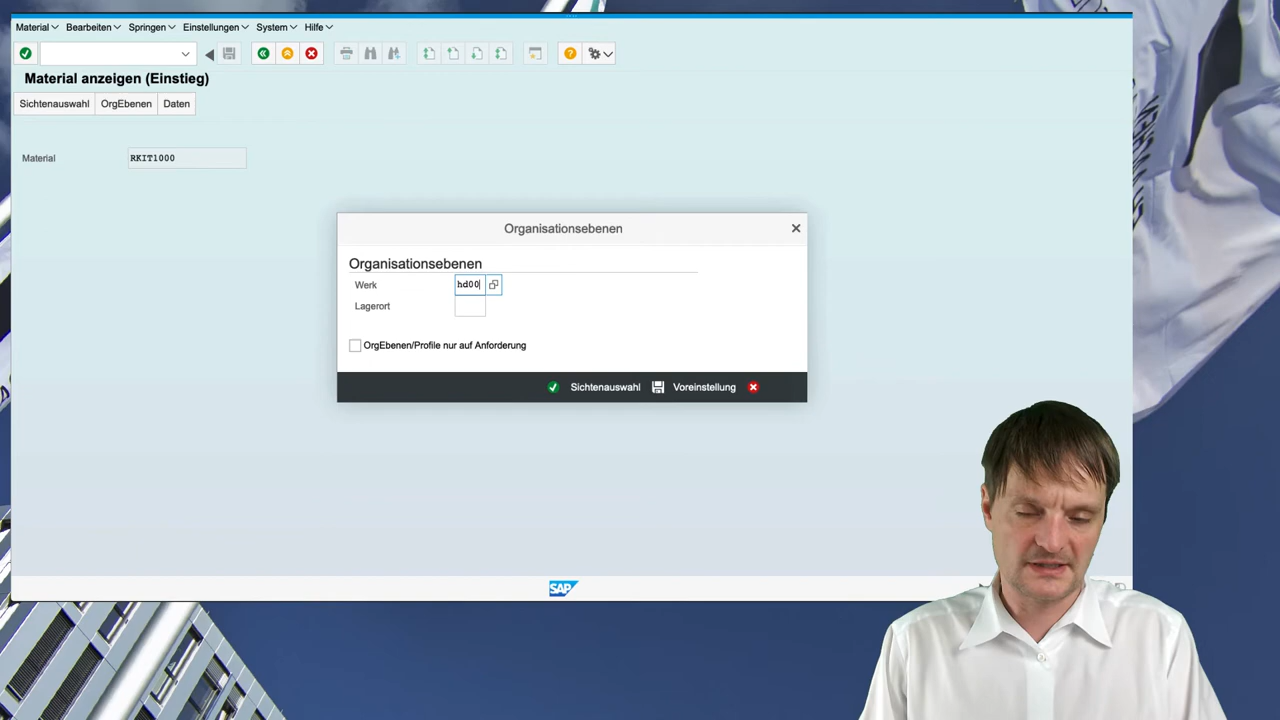 Material Bearbeiten Springen Einstellungen System Hilfe
Material anzeigen (Einstieg)
Sichtenauswahl OrgEbenen Daten
Material RKIT1000
Organisationsebenen
Organisationsebenen
Werk hd00
Lagerort
OrgEbenen/Profile nur auf Anforderung
Sichtenauswahl Voreinstellung
SAP